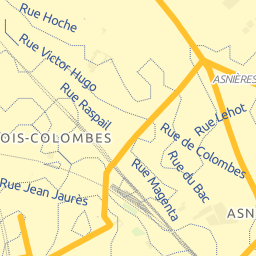 Rue Hoche
Rue Victor Hugo
ASNIÈRES
Rue Raspail
Rue Lehot
OIS-COLOMBES
Rue de Colombes
Rue du Bac
Rue Magenta
Rue Jean Jaurès
ASN